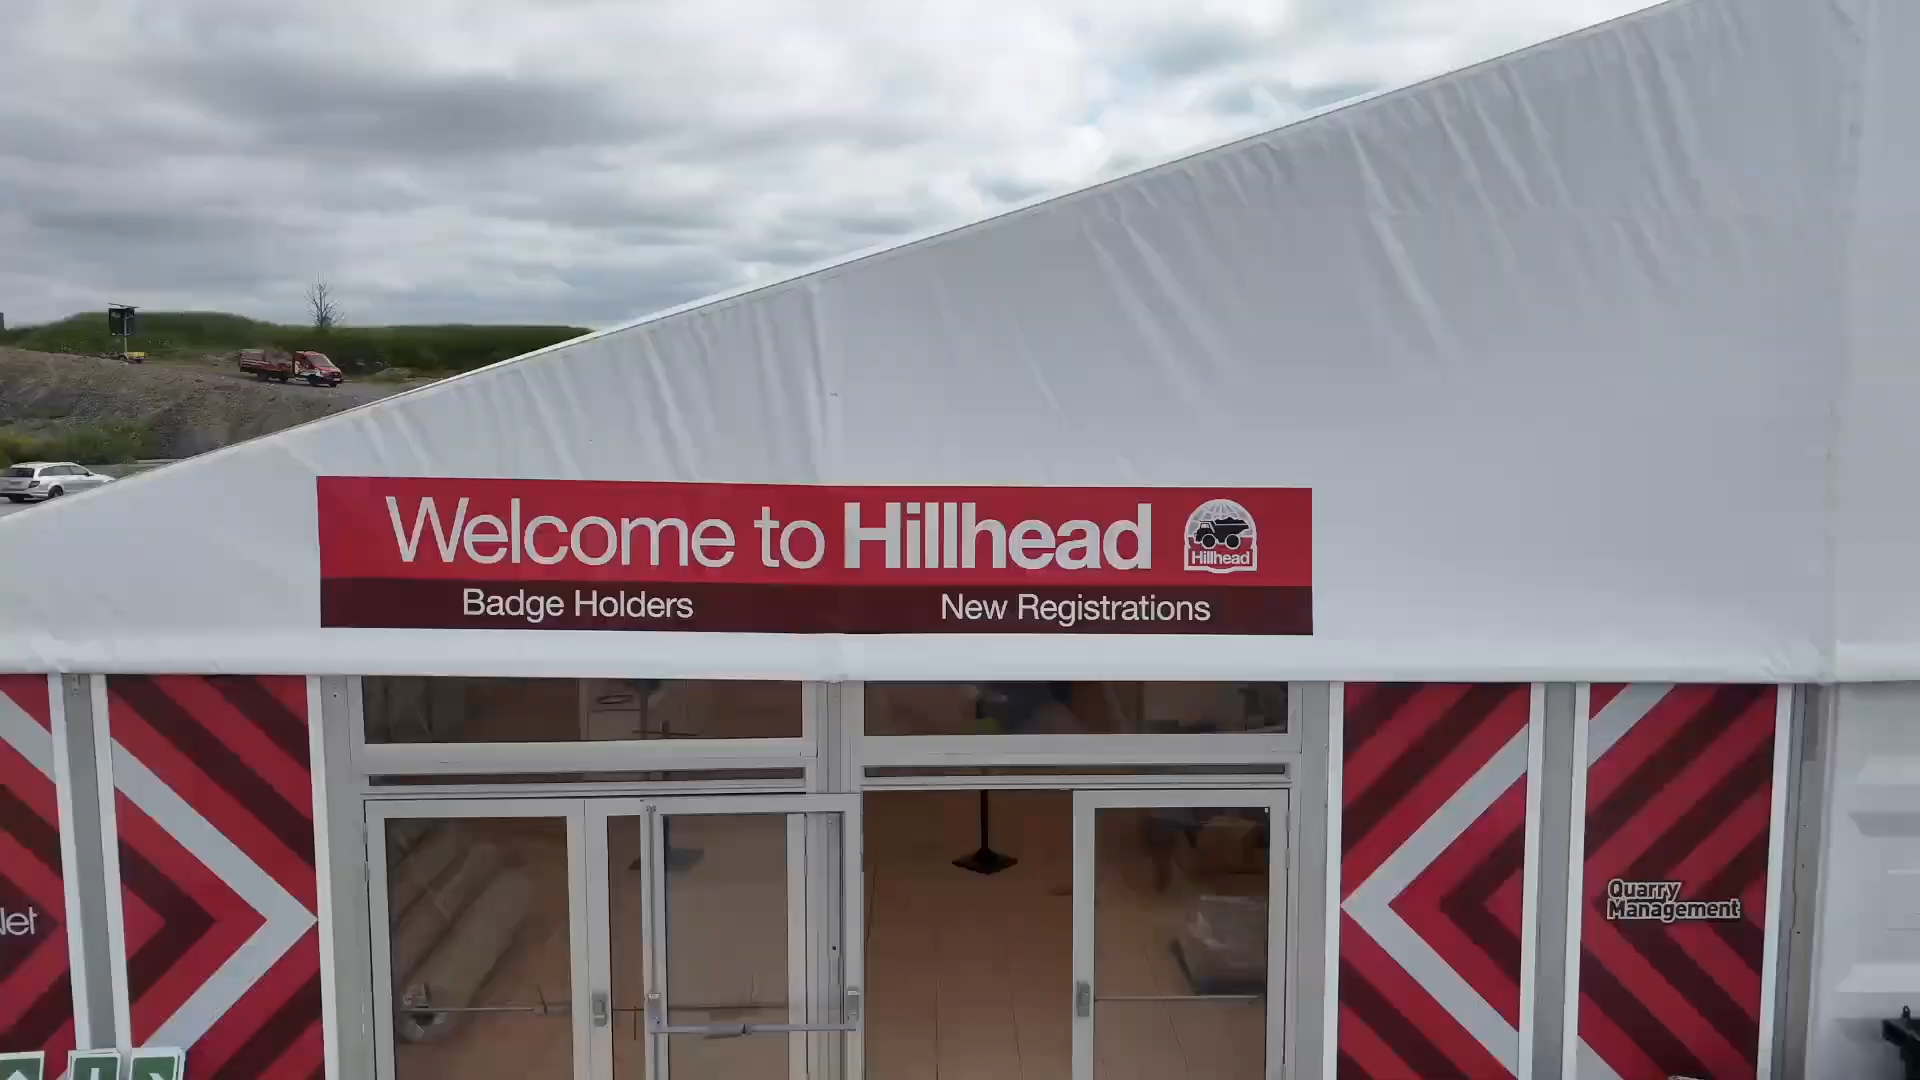 Welcome to Hillhead
Hillhead
Badge Holders
New Registrations
Quarry
Management